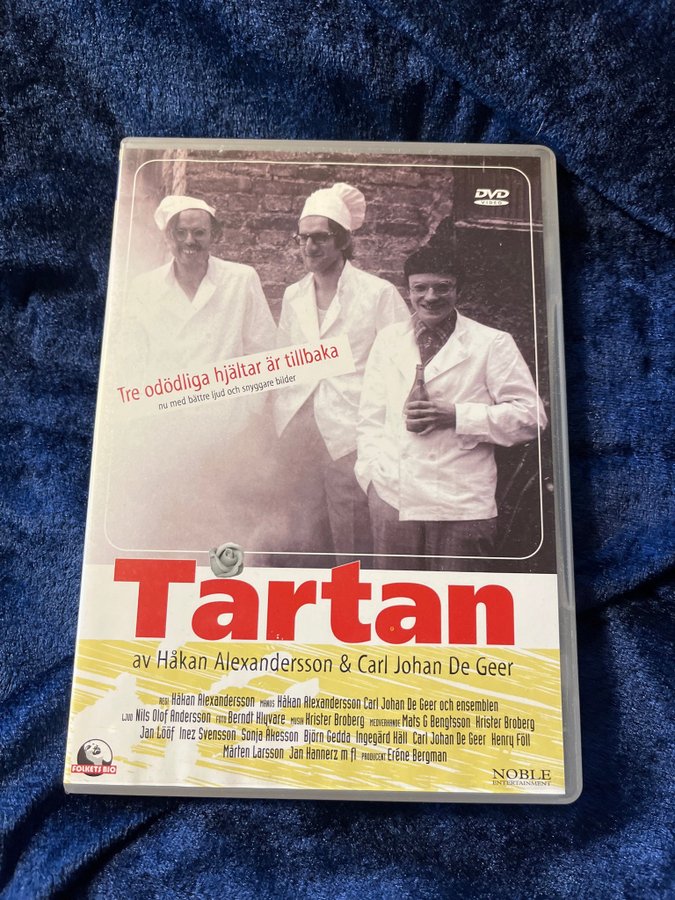 DVD
VIDEO
Tre odödliga hjältar är tillbaka
nu med bättre ljud och snyggare bilder
Tårtan
av Håkan Alexandersson & Carl Johan De Geer
REGI Håkan Alexandersson MANUS Håkan Alexandersson Carl Johan De Geer och ensemblen
LJUD Nils Olof Andersson FOTO Berndt Klyvare MUSIK Krister Broberg MEDVERKANDE Mats G Bengtsson Krister Broberg
Jan Lööf Inez Svensson Sonja Åkesson Björn Gedda Ingegärd Käll Carl Johan De Geer Henry Föll
Mårten Larsson Jan Hannerz m fl PRODUCENT Eréne Bergman
FOLKETS BIO
NOBLE
ENTERTAINMENT